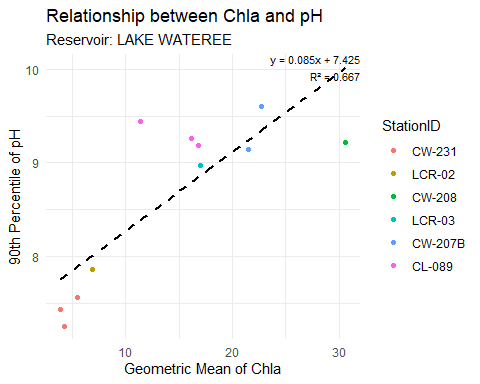 Relationship between Chla and pH
Reservoir: LAKE WATEREE
y = 0.085x + 7.425
R² = 0.667
10
9
8
90th Percentile of pH
10
20
30
Geometric Mean of Chla
StationID
CW-231
LCR-02
CW-208
LCR-03
CW-207B
CL-089